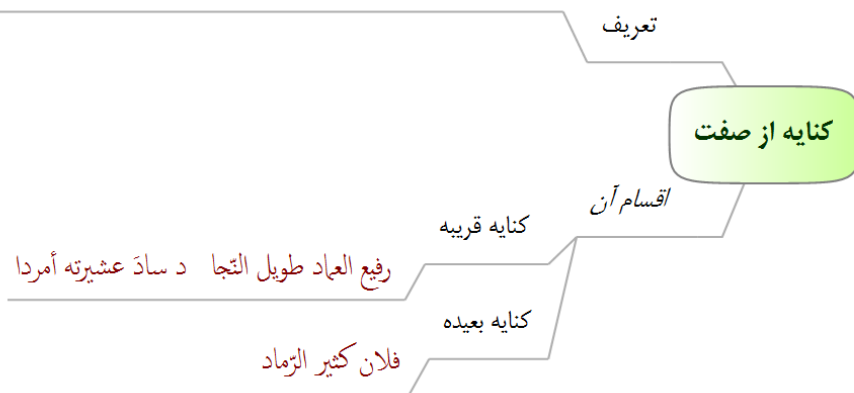 تعریف
کنایه از صفت
اقسام آن
کنایه قریبه
رفیع العماد طویل النّجا د سادَ عشیرته أمردا
کنایه بعیده
فلان کثیر الرّماد